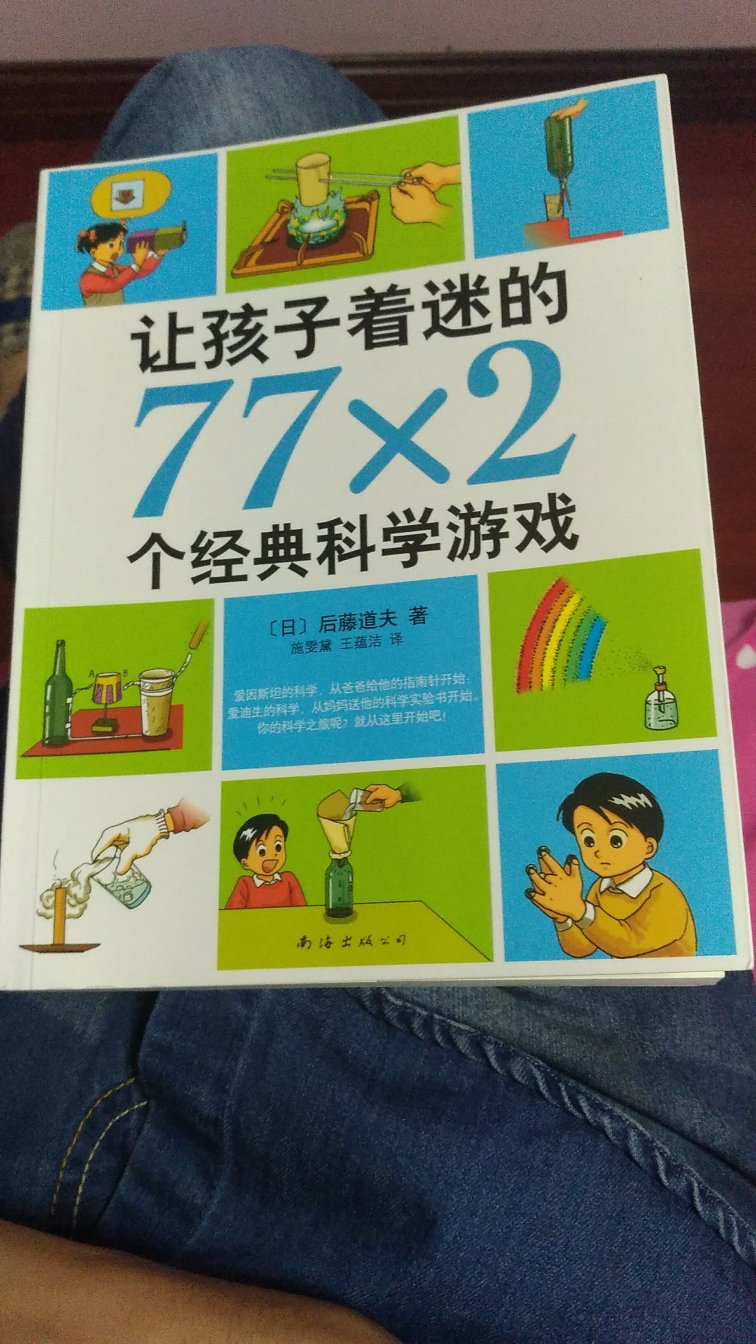 让孩子着迷的
77×2
个经典科学游戏
A B
〔日〕后藤道夫 著
施雯黛 王蕴洁 译
爱因斯坦的科学，从爸爸给他的指南针开始；
爱迪生的科学，从妈妈送他的科学实验书开始。
你的科学之旅呢？就从这里开始吧！
南海出版公司